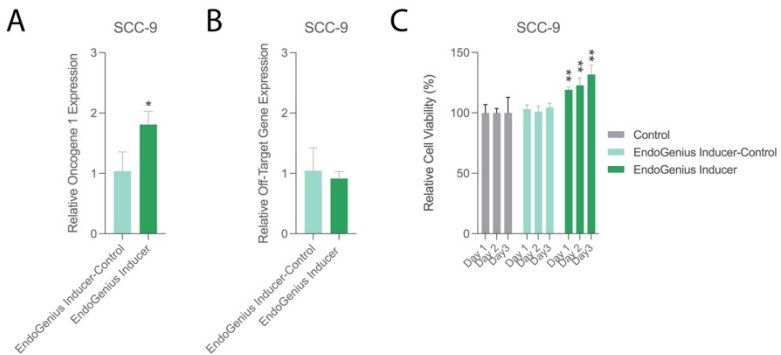 A
SCC-9
Relative Oncogene 1 Expression
3
2
1
0
*
EndoGenius Inducer-Control
EndoGenius Inducer
B
SCC-9
Relative Off-Target Gene Expression
3
2
1
0
EndoGenius Inducer-Control
EndoGenius Inducer
C
SCC-9
Relative Cell Viability (%)
150
100
50
0
**
**
**
Day 1
Day 2
Day3
Day 1
Day 2
Day3
Day 1
Day 2
Day3
Control
EndoGenius Inducer-Control
EndoGenius Inducer